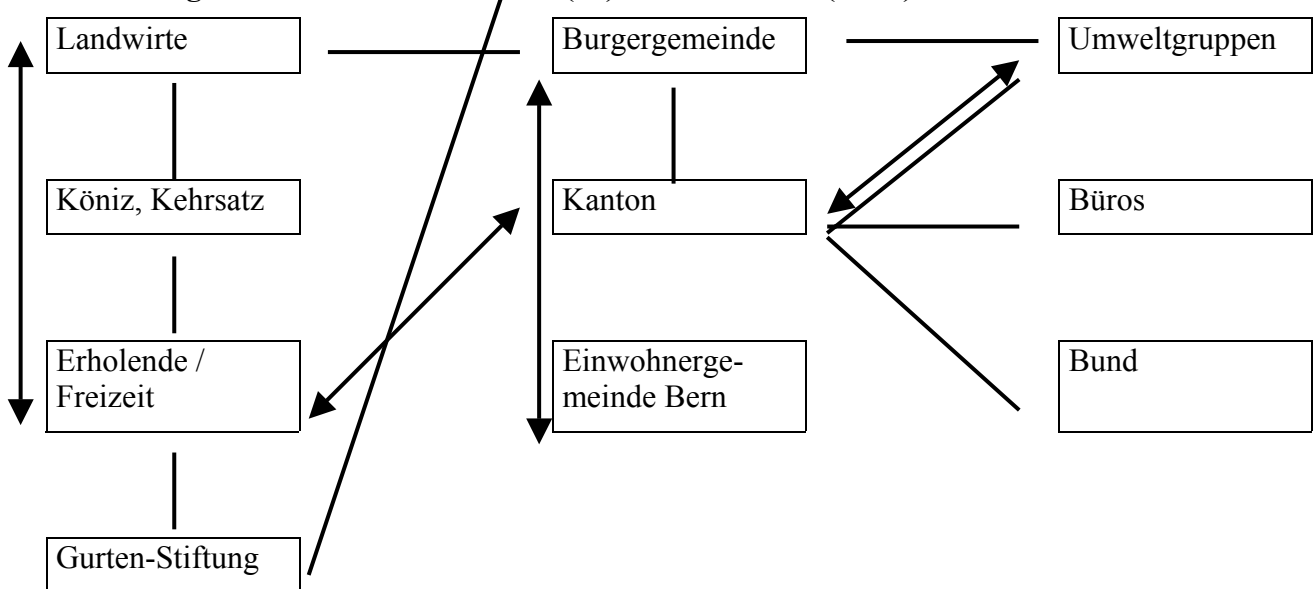 Landwirte
Burgergemeinde
Umweltgruppen
Köniz, Kehrsatz
Kanton
Büros
Erholende /
Freizeit
Einwohnerge-
meinde Bern
Bund
Gurten-Stiftung